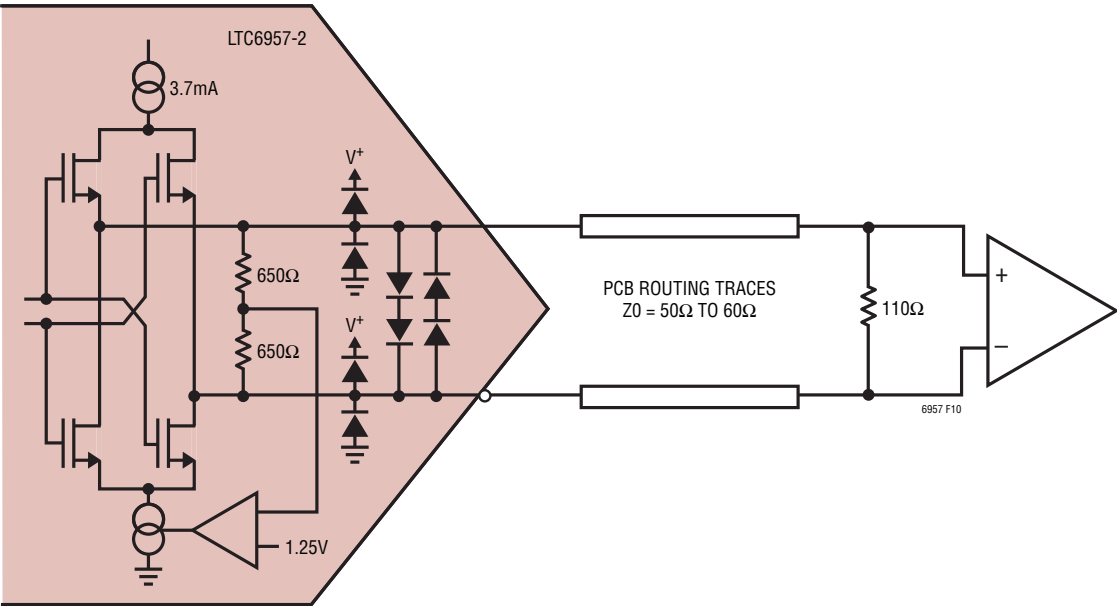 LTC6957-2
3.7mA
V+
650Ω
650Ω
V+
1.25V
PCB ROUTING TRACES
Z0 = 50Ω TO 60Ω
110Ω
+
−
6957 F10